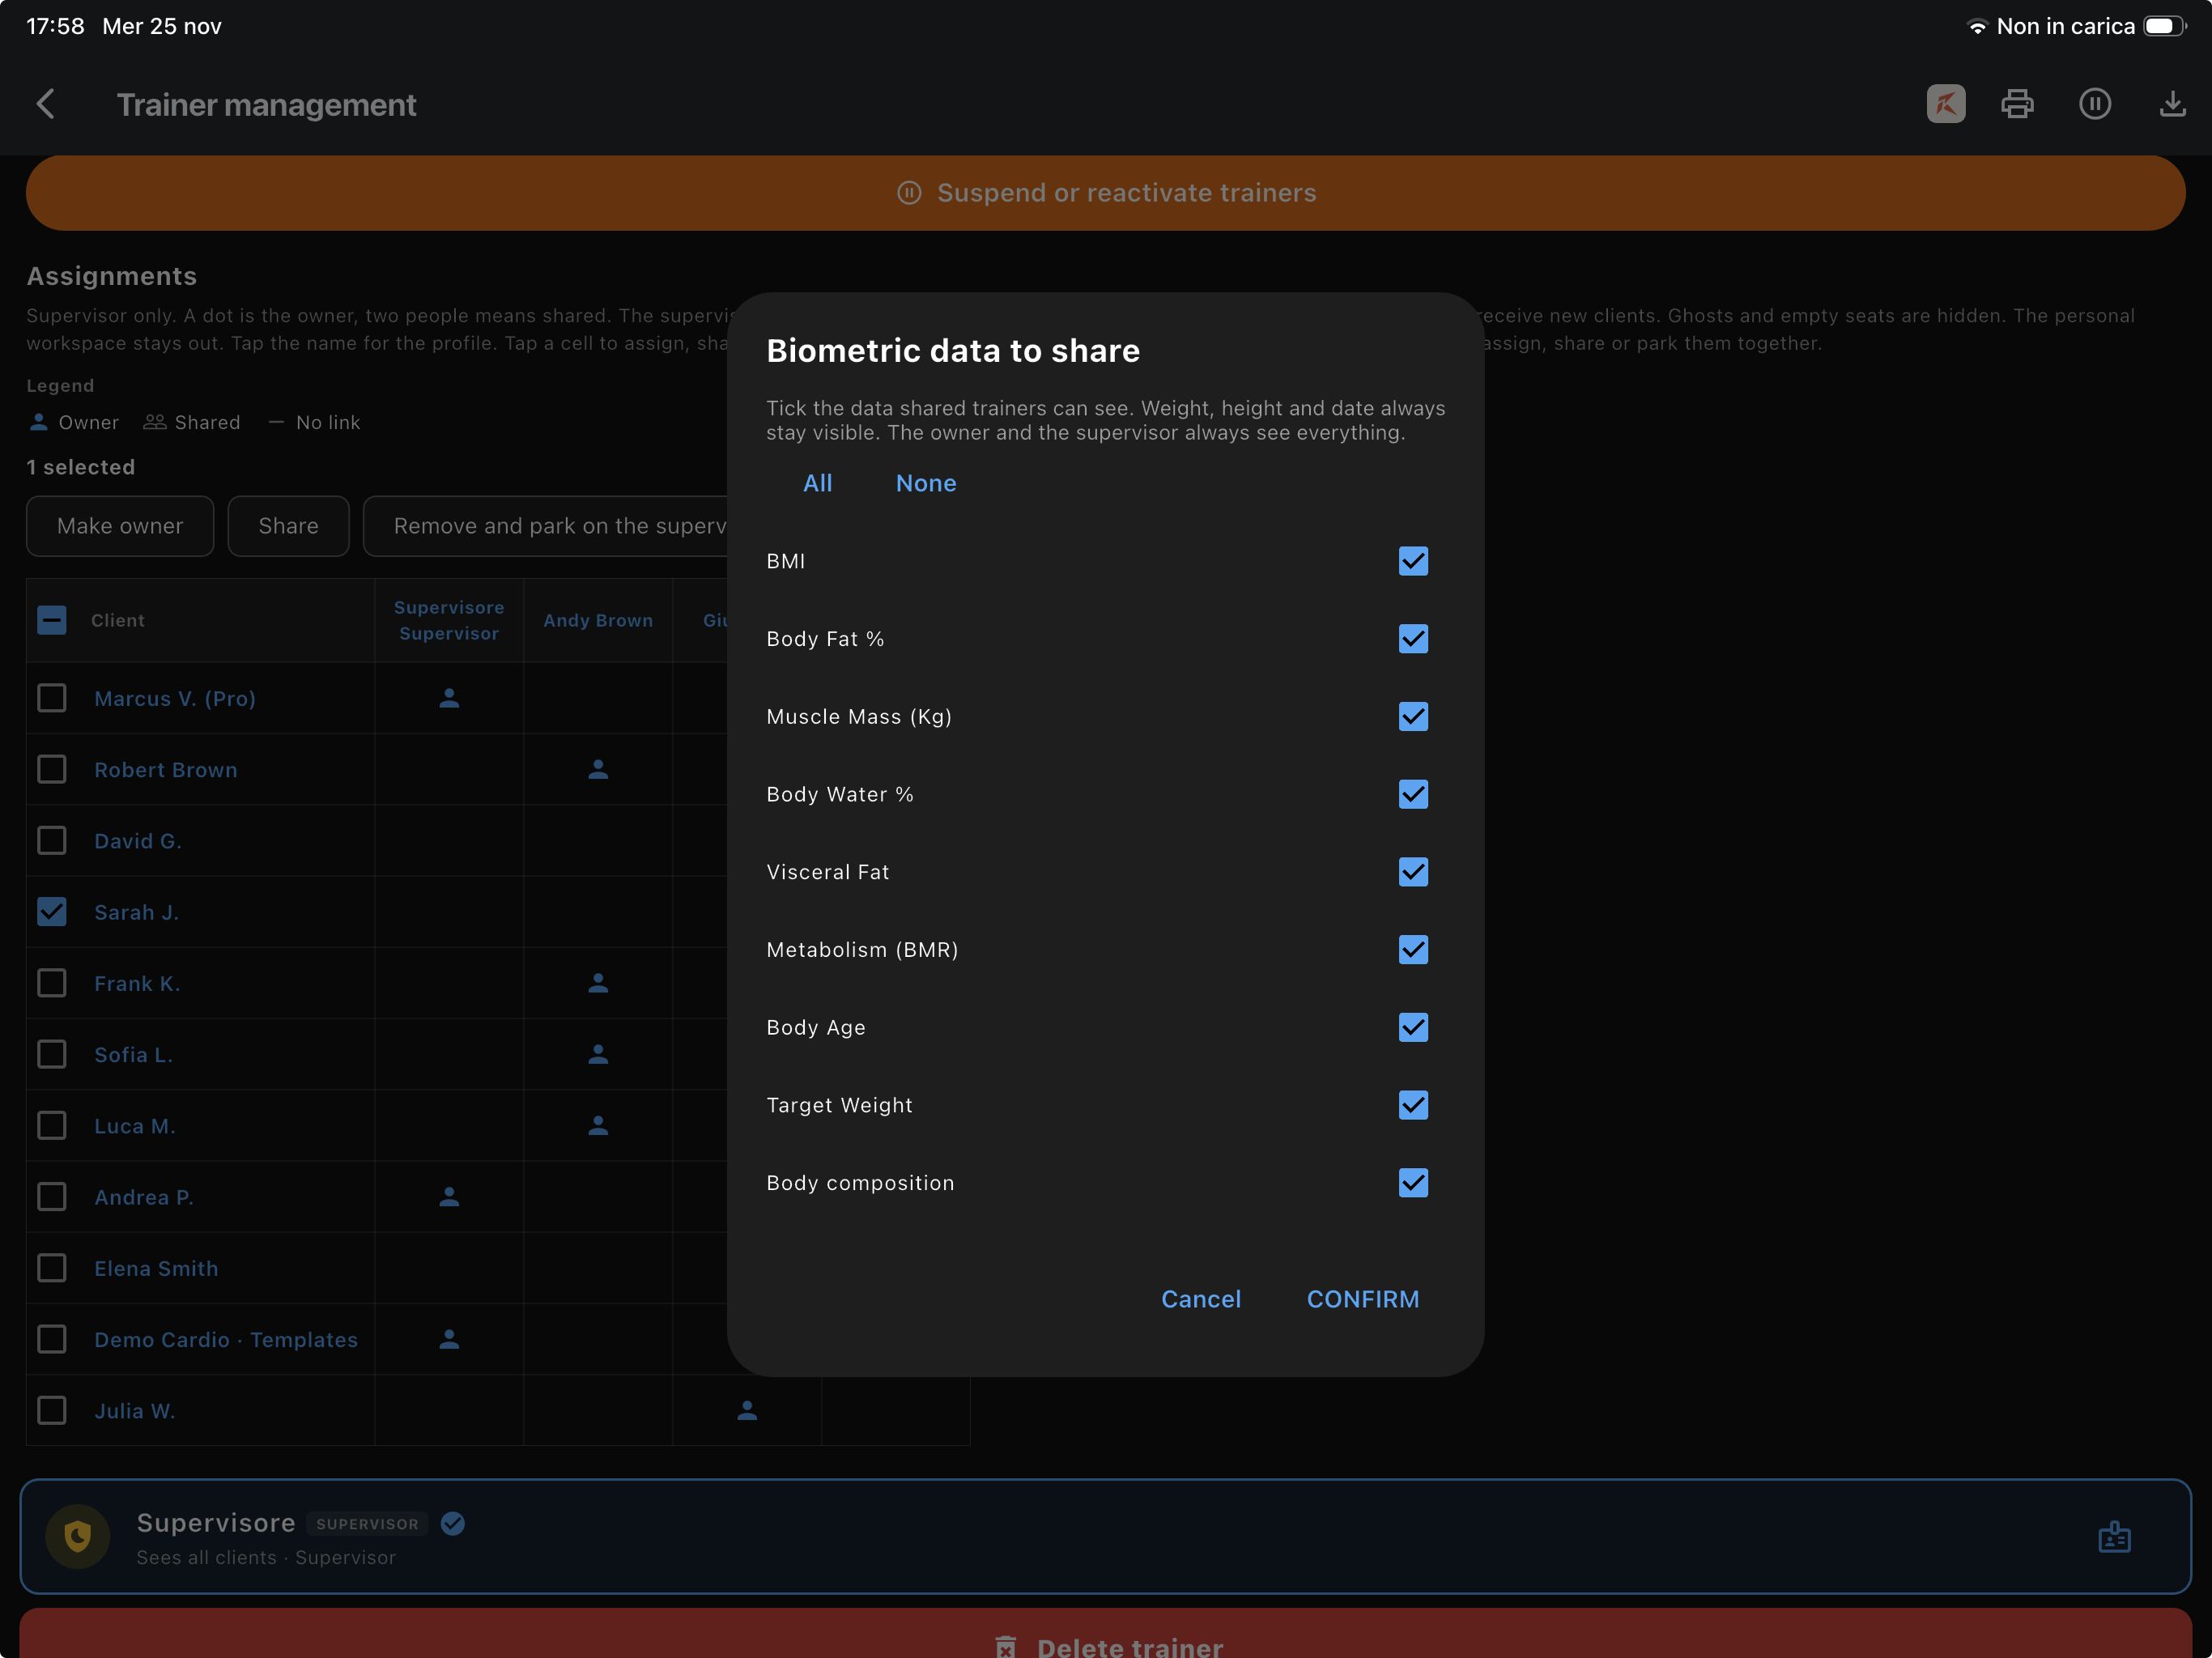 17:58 Mer 25 nov
Non in carica
Trainer management
Suspend or reactivate trainers
Assignments
Supervisor only. A dot is the owner, two people means shared. The
receive new clients. Ghosts and empty seats are hidden. The personal
workspace stays out. Tap the name for the profile. Tap a cell to assign,
assign, share or park them together.
Legend
Owner Shared No link
1 selected
Make owner Share Remove and park on the
Client Supervisore Supervisor Andy Brown
Marcus V. (Pro)
Robert Brown
David G.
Sarah J.
Frank K.
Sofia L.
Luca M.
Andrea P.
Elena Smith
Demo Cardio · Templates
Julia W.
Biometric data to share
Tick the data shared trainers can see. Weight, height and date always
stay visible. The owner and the supervisor always see everything.
All None
BMI
Body Fat %
Muscle Mass (Kg)
Body Water %
Visceral Fat
Metabolism (BMR)
Body Age
Target Weight
Body composition
Cancel CONFIRM
Supervisore SUPERVISOR
Sees all clients · Supervisor
Delete trainer